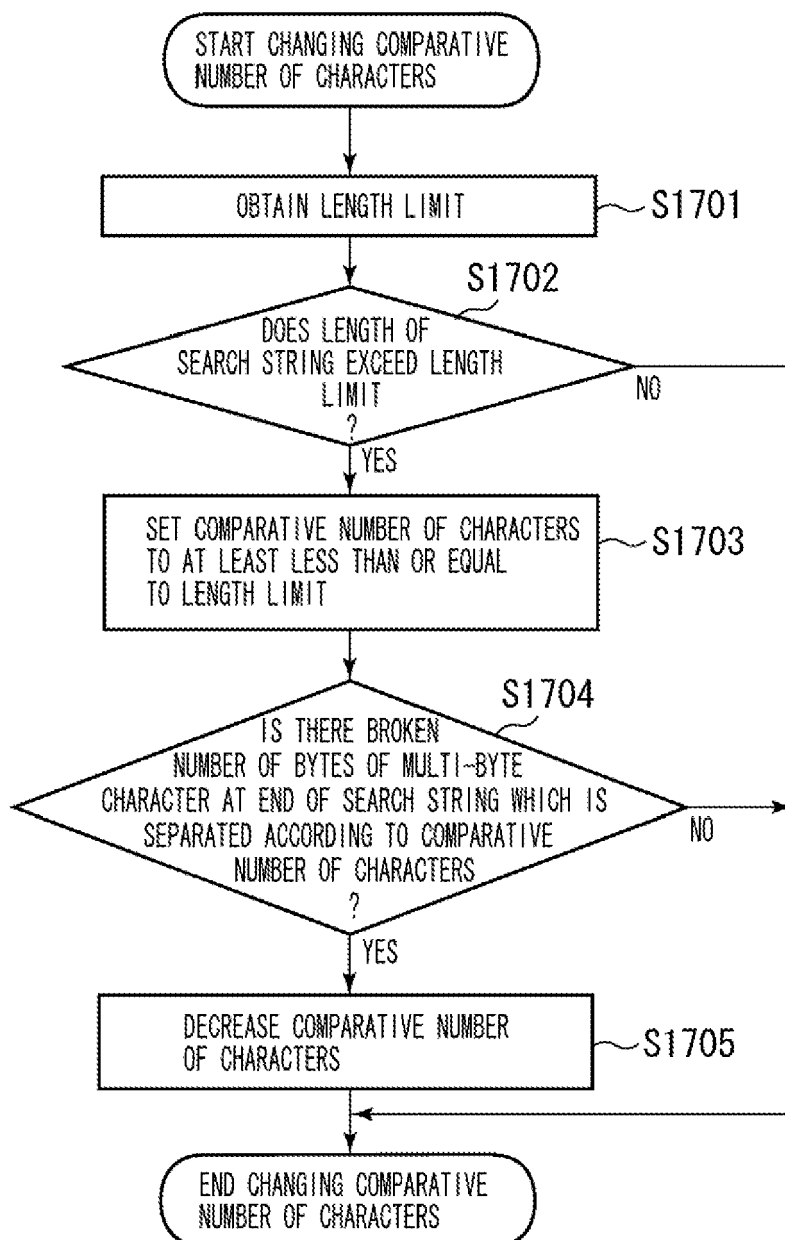 START CHANGING COMPARATIVE
NUMBER OF CHARACTERS
OBTAIN LENGTH LIMIT
S1701
S1702
DOES LENGTH OF
SEARCH STRING EXCEED LENGTH
LIMIT
?
NO
YES
SET COMPARATIVE NUMBER OF CHARACTERS
TO AT LEAST LESS THAN OR EQUAL
TO LENGTH LIMIT
S1703
S1704
IS THERE BROKEN
NUMBER OF BYTES OF MULTI-BYTE
CHARACTER AT END OF SEARCH STRING WHICH IS
SEPARATED ACCORDING TO COMPARATIVE
NUMBER OF CHARACTERS
?
NO
YES
DECREASE COMPARATIVE NUMBER
OF CHARACTERS
S1705
END CHANGING COMPARATIVE
NUMBER OF CHARACTERS